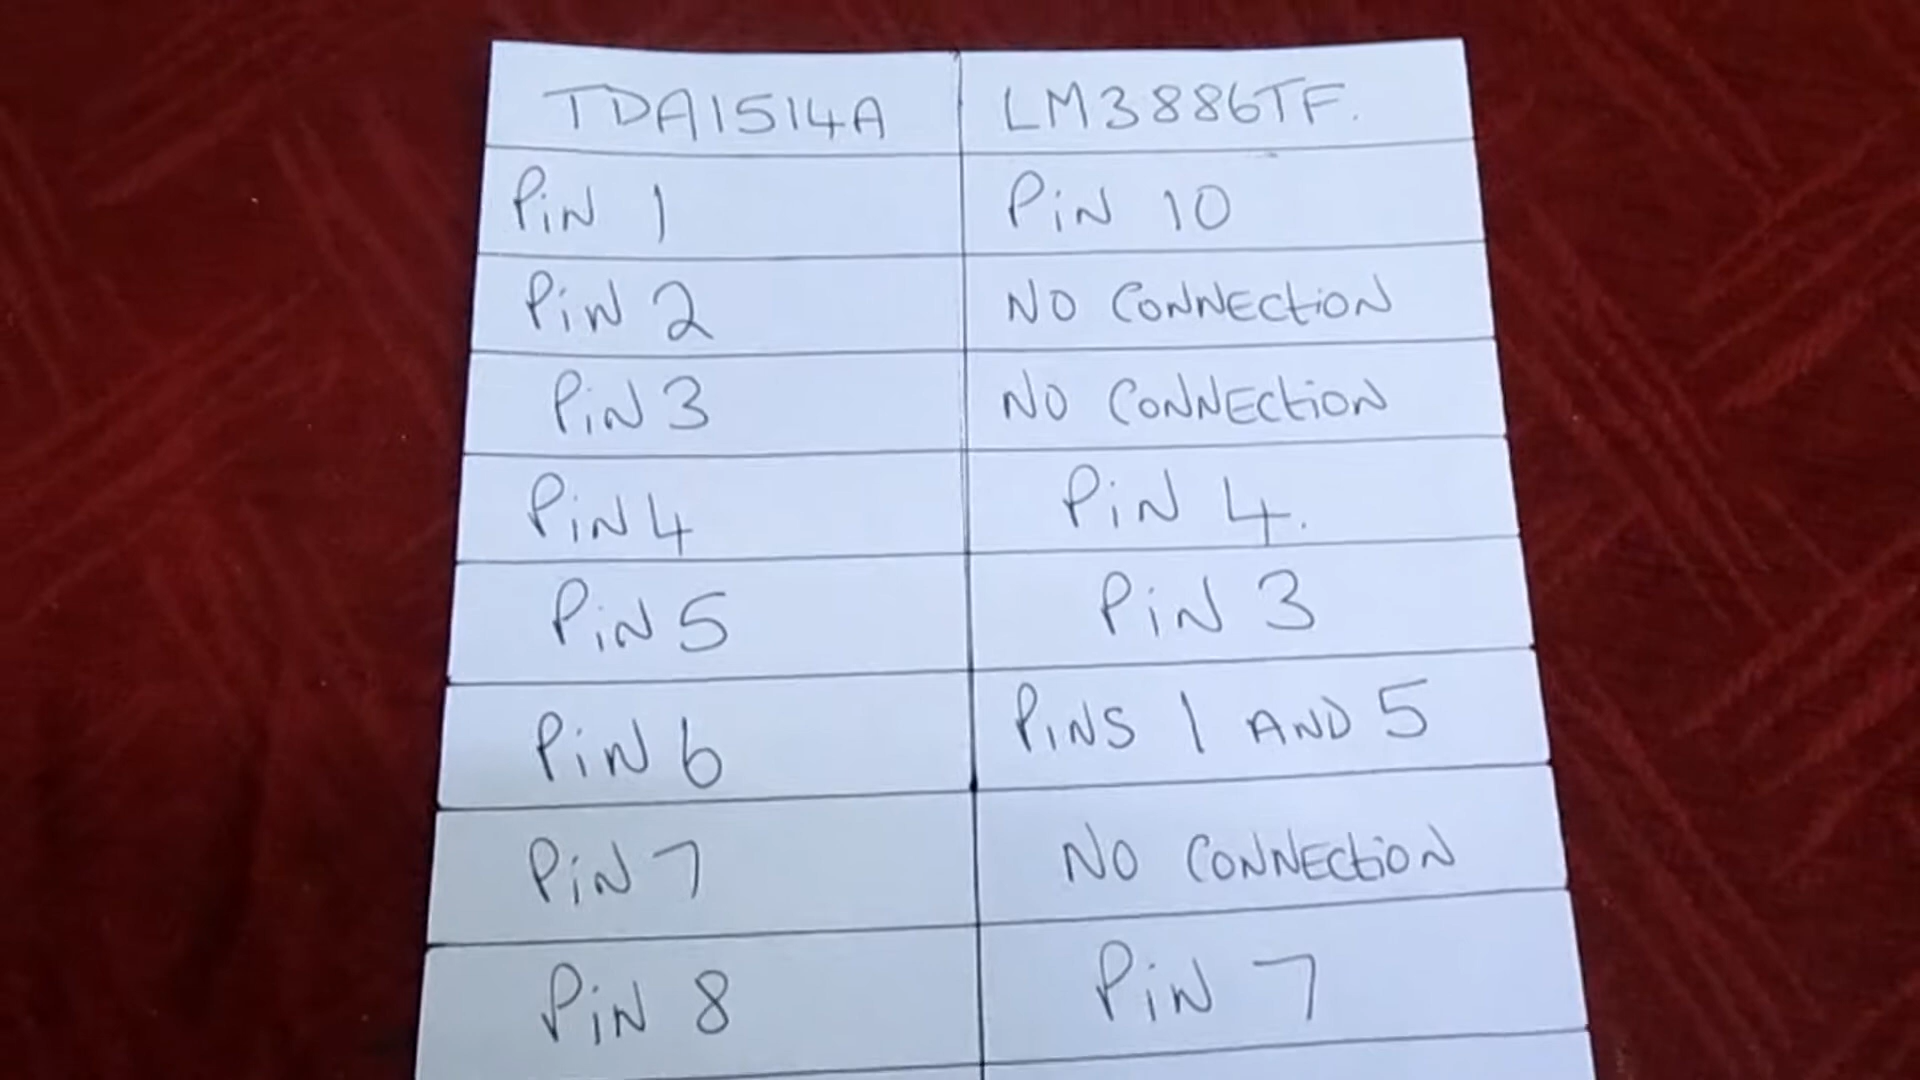 TDA1514A LM3886TF.
PiN 1 PiN 10
PiN 2 NO CONNECtiON
PiN 3 NO CONNECtiON
PiN 4 PiN 4.
PiN 5 PiN 3
PiN 6 PiNS 1 AND 5
PiN 7 NO CONNECtiON
PiN 8 PiN 7